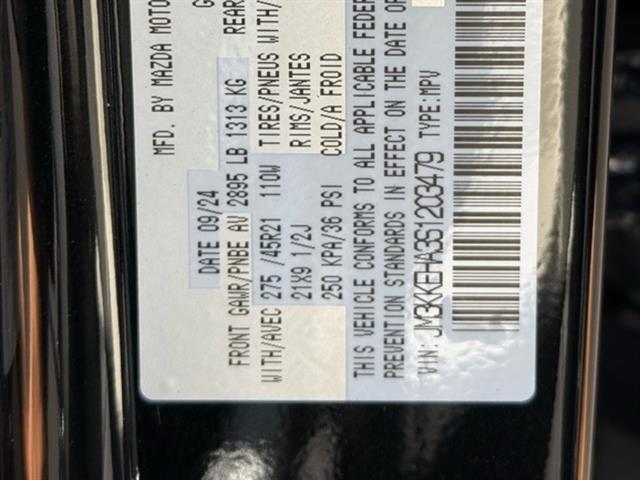 MFD. BY MAZDA MOTO
DATE 09/24 G
FRONT GAWR/PNBE AV 2895 LB 1313 KG REAR
WITH/AVEC 275 /45R21 110W TIRES/PNEUS WITH/
21X9 1/2J RIMS/JANTES
250 KPA/36 PSI COLD/A FROID
THIS VEHICLE CONFORMS TO ALL APPLICABLE FEDER
PREVENTION STANDARDS IN EFFECT ON THE DATE OF
VIN: JM3KKEHA3S1203479 TYPE: MPV